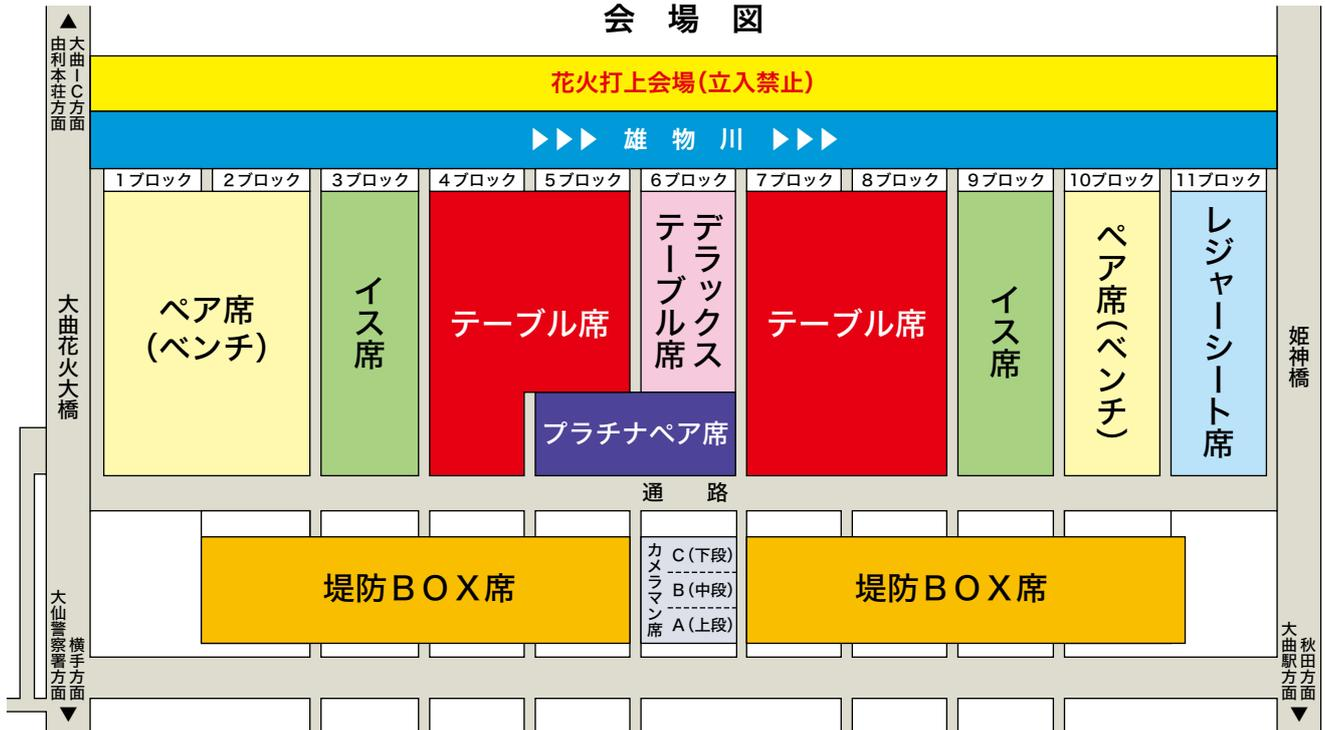 会 場 図
▲
大曲IC方面
由利本荘方面
花火打上会場(立入禁止)
▶▶▶ 雄 物 川 ▶▶▶
1ブロック
2ブロック
3ブロック
4ブロック
5ブロック
6ブロック
7ブロック
8ブロック
9ブロック
10ブロック
11ブロック
ペア席
(ベンチ)
イス席
テーブル席
デラックス
テーブル席
テーブル席
イス席
ペア席(ベンチ)
レジャーシート席
プラチナペア席
大曲花火大橋
姫神橋
通 路
堤防BOX席
カメラマン席
C(下段)
B(中段)
A(上段)
堤防BOX席
横手方面
大仙警察署方面
▼
秋田方面
大曲駅方面
▼